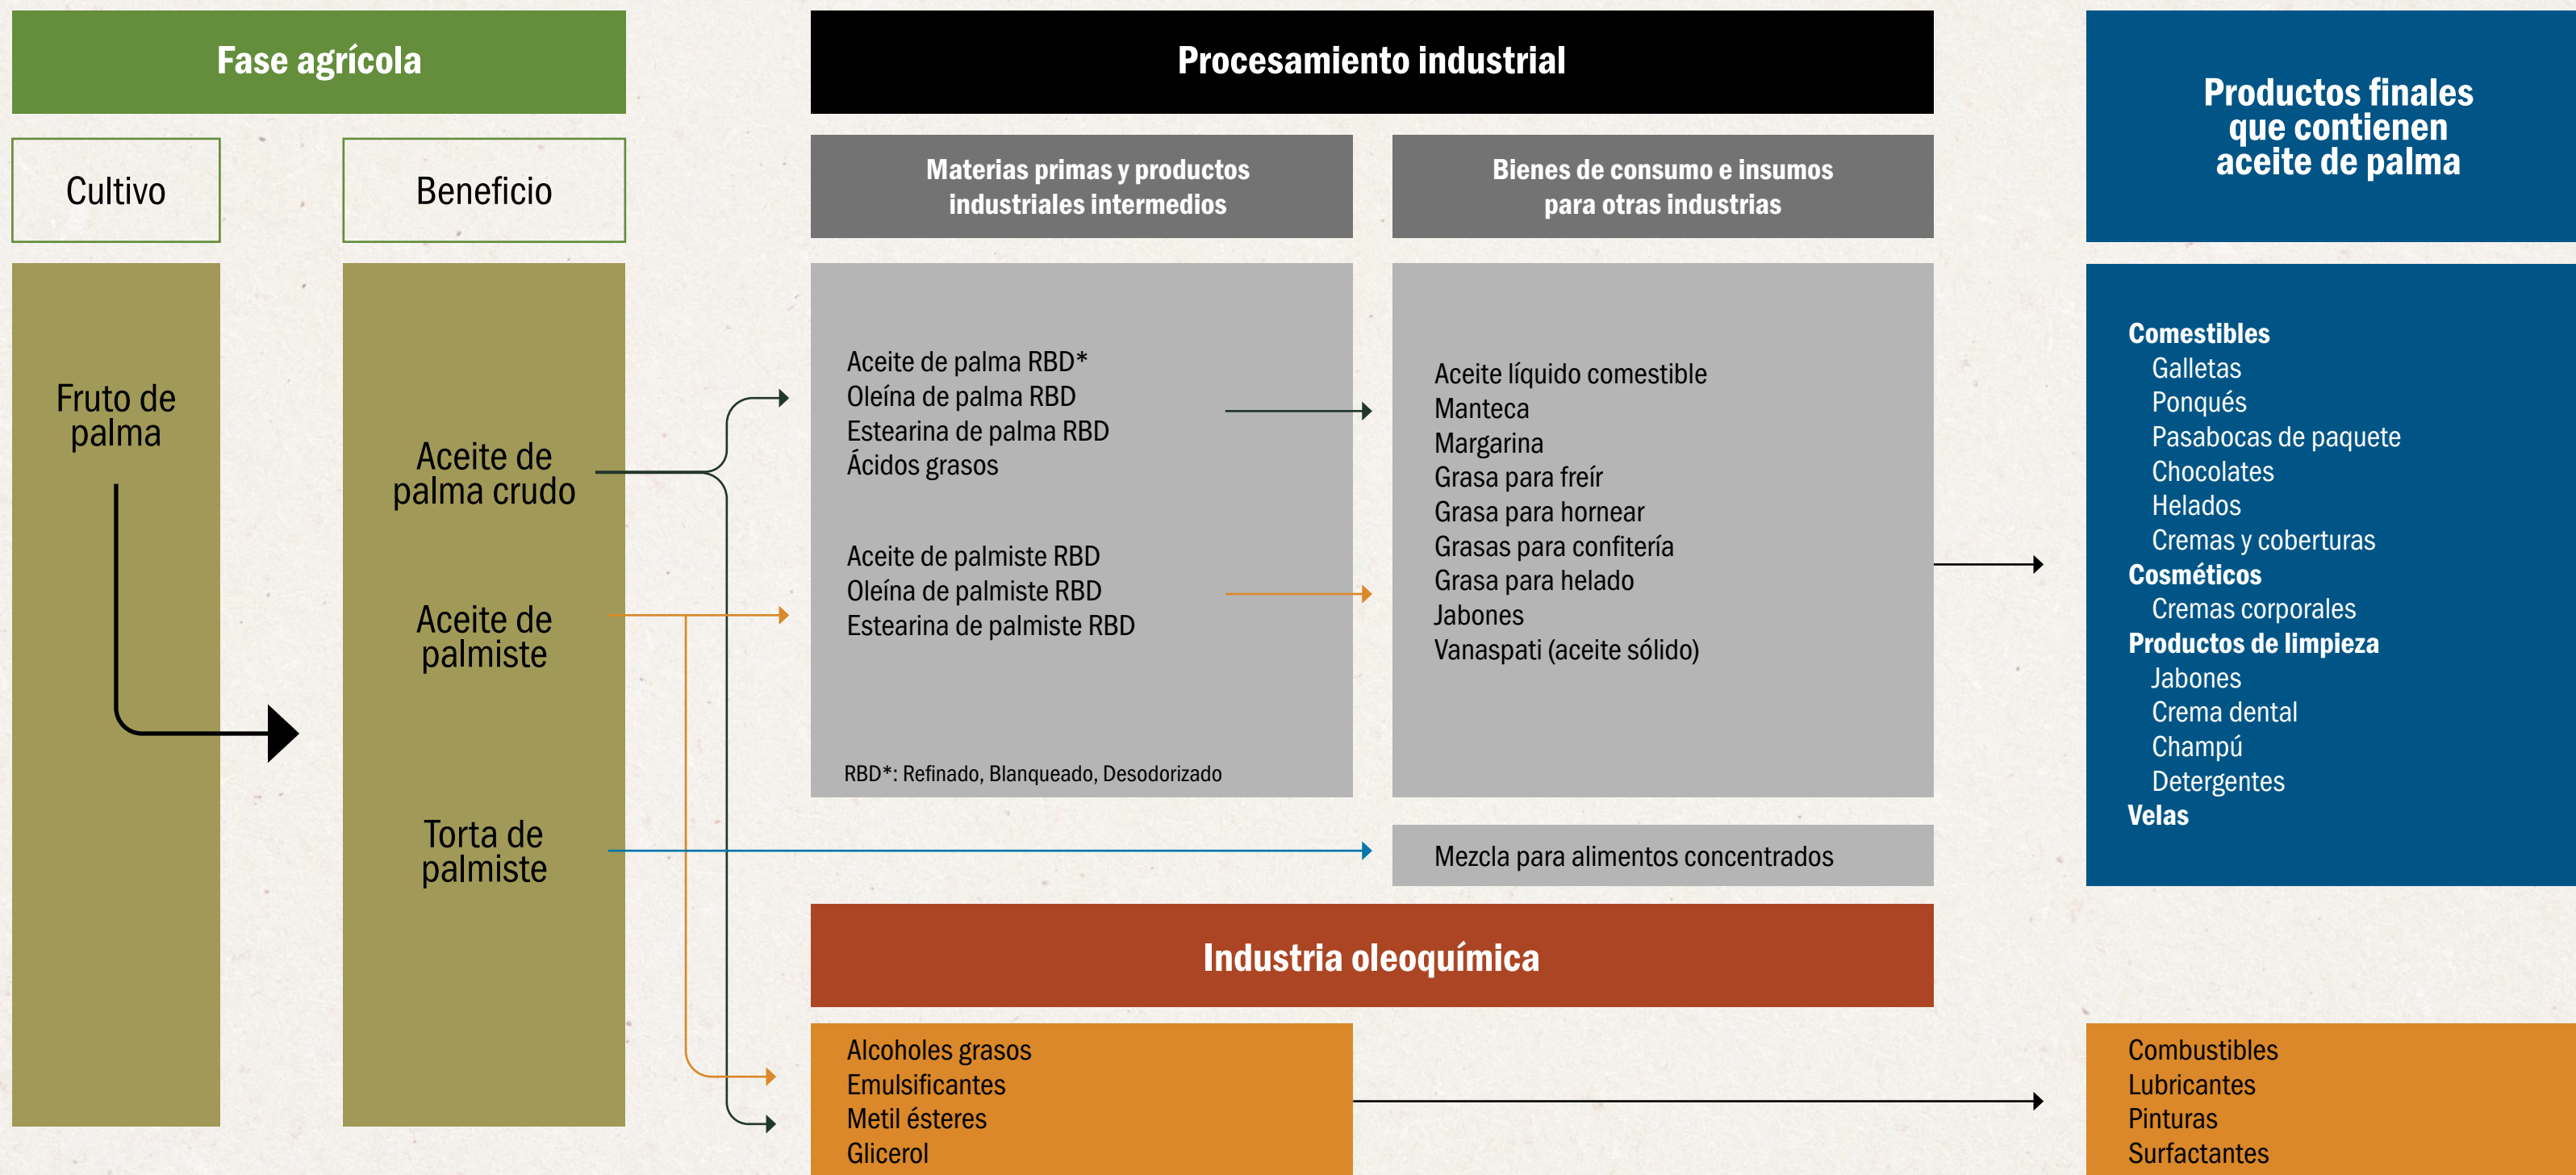 Fase agrícola
Cultivo
Beneficio
Fruto de
palma
Aceite de
palma crudo
Aceite de
palmiste
Torta de
palmiste
Procesamiento industrial
Materias primas y productos
industriales intermedios
Aceite de palma RBD*
Oleína de palma RBD
Estearina de palma RBD
Ácidos grasos
Aceite de palmiste RBD
Oleína de palmiste RBD
Estearina de palmiste RBD
RBD*: Refinado, Blanqueado, Desodorizado
Bienes de consumo e insumos
para otras industrias
Aceite líquido comestible
Manteca
Margarina
Grasa para freír
Grasa para hornear
Grasas para confitería
Grasa para helado
Jabones
Vanaspati (aceite sólido)
Mezcla para alimentos concentrados
Industria oleoquímica
Alcoholes grasos
Emulsificantes
Metil ésteres
Glicerol
Productos finales
que contienen
aceite de palma
Comestibles
Galletas
Ponqués
Pasabocas de paquete
Chocolates
Helados
Cremas y coberturas
Cosméticos
Cremas corporales
Productos de limpieza
Jabones
Crema dental
Champú
Detergentes
Velas
Combustibles
Lubricantes
Pinturas
Surfactantes